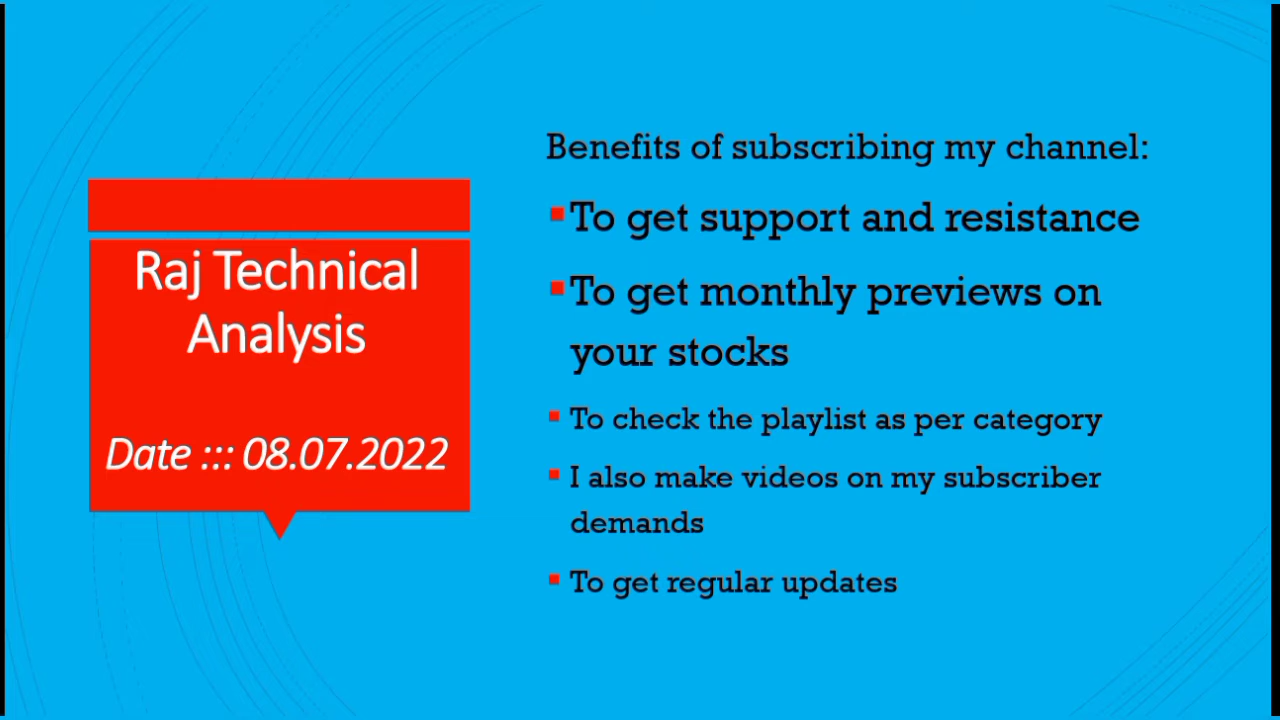 Raj Technical
Analysis
Date ::: 08.07.2022
Benefits of subscribing my channel:
▪To get support and resistance
▪To get monthly previews on
your stocks
▪ To check the playlist as per category
▪ I also make videos on my subscriber
demands
▪ To get regular updates